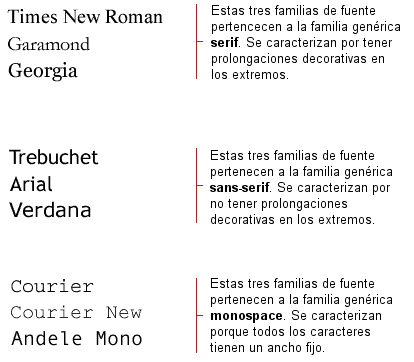 Times New Roman
Garamond
Georgia
Estas tres familias de fuente
pertencecen a la familia genérica
serif. Se caracterizan por tener
prolongaciones decorativas en
los extremos.
Trebuchet
Arial
Verdana
Estas tres familias de fuente
pertenecen a la familia genérica
sans-serif. Se caracterizan por
no tener prolongaciones
decorativas en los extremos.
Courier
Courier New
Andele Mono
Estas tres familias de fuente
pertenecen a la familia genérica
monospace. Se caracterizan
porque todos los caracteres
tienen un ancho fijo.